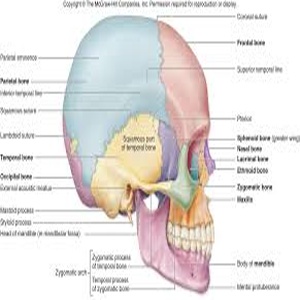 Copyright © The McGraw-Hill Companies, Inc. Permission required for reproduction or display.
Coronal suture
Frontal bone
Parietal eminence
Superior temporal line
Parietal bone
Inferior temporal line
Squamous suture
Pterion
Lambdoid suture
Squamous part
of temporal bone
Sphenoid bone (greater wing)
Nasal bone
Temporal bone
Lacrimal bone
Ethmoid bone
Occipital bone
External acoustic meatus
Zygomatic bone
Maxilla
Mastoid process
Styloid process
Head of mandible (in mandibular fossa)
Zygomatic arch
Zygomatic process
of temporal bone
Temporal process
of zygomatic bone
Body of mandible
Mental protuberance